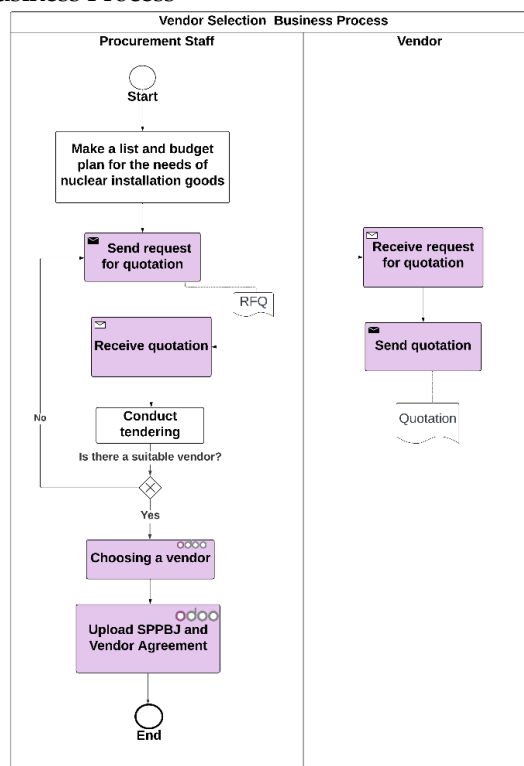 Vendor Selection Business Process
Procurement Staff
Vendor
Start
Make a list and budget
plan for the needs of
nuclear installation goods
Send request
for quotation
RFQ
Receive request
for quotation
Receive quotation
Send quotation
Quotation
No
Conduct
tendering
Is there a suitable vendor?
Yes
odoo
Choosing a vendor
odoo
Upload SPPBJ and
Vendor Agreement
End